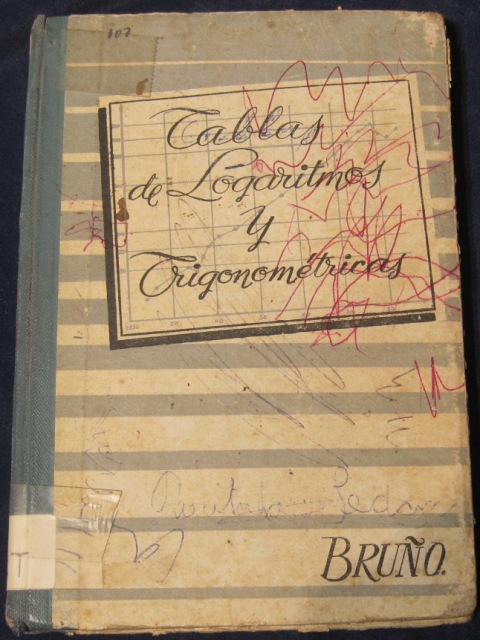 107
Tablas
de Logaritmos
y
Trigonométricas
BRUÑO.
T